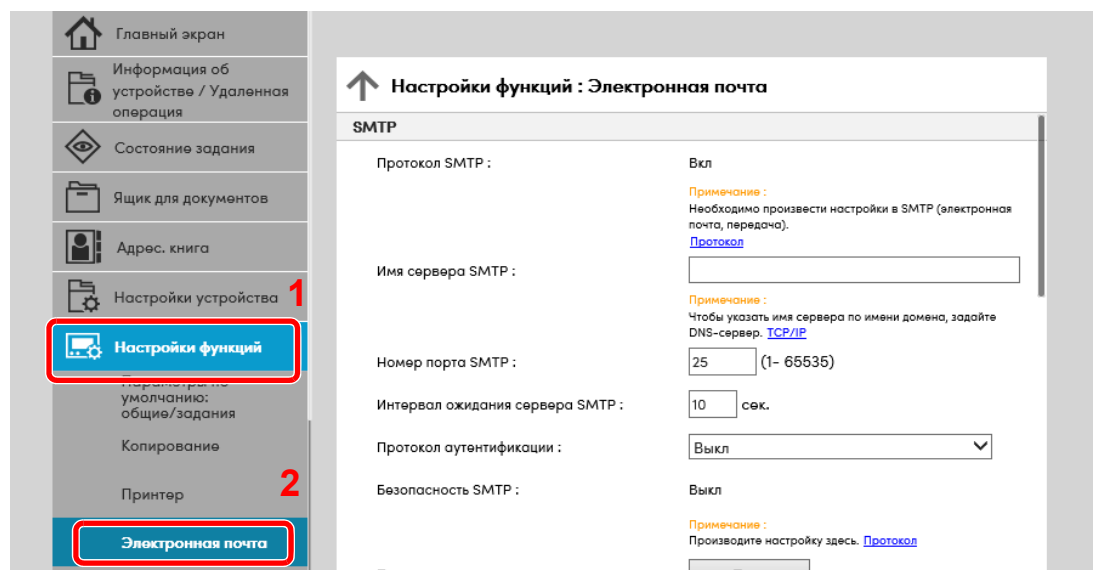 Главный экран
Информация об
устройстве / Удаленная
операция
Состояние задания
Ящик для документов
Адрес. книга
Настройки устройства
1
Настройки функций
Параметры по
умолчанию:
общие/задания
Копирование
Принтер
2
Электронная почта
Настройки функций : Электронная почта
SMTP
Протокол SMTP :
Вкл
Примечание :
Необходимо произвести настройки в SMTP (электронная
почта, передача).
Протокол
Имя сервера SMTP :
Примечание :
Чтобы указать имя сервера по имени домена, задайте
DNS-сервер. TCP/IP
Номер порта SMTP :
25 (1- 65535)
Интервал ожидания сервера SMTP :
10 сек.
Протокол аутентификации :
Выкл
Безопасность SMTP :
Выкл
Примечание :
Производите настройку здесь. Протокол